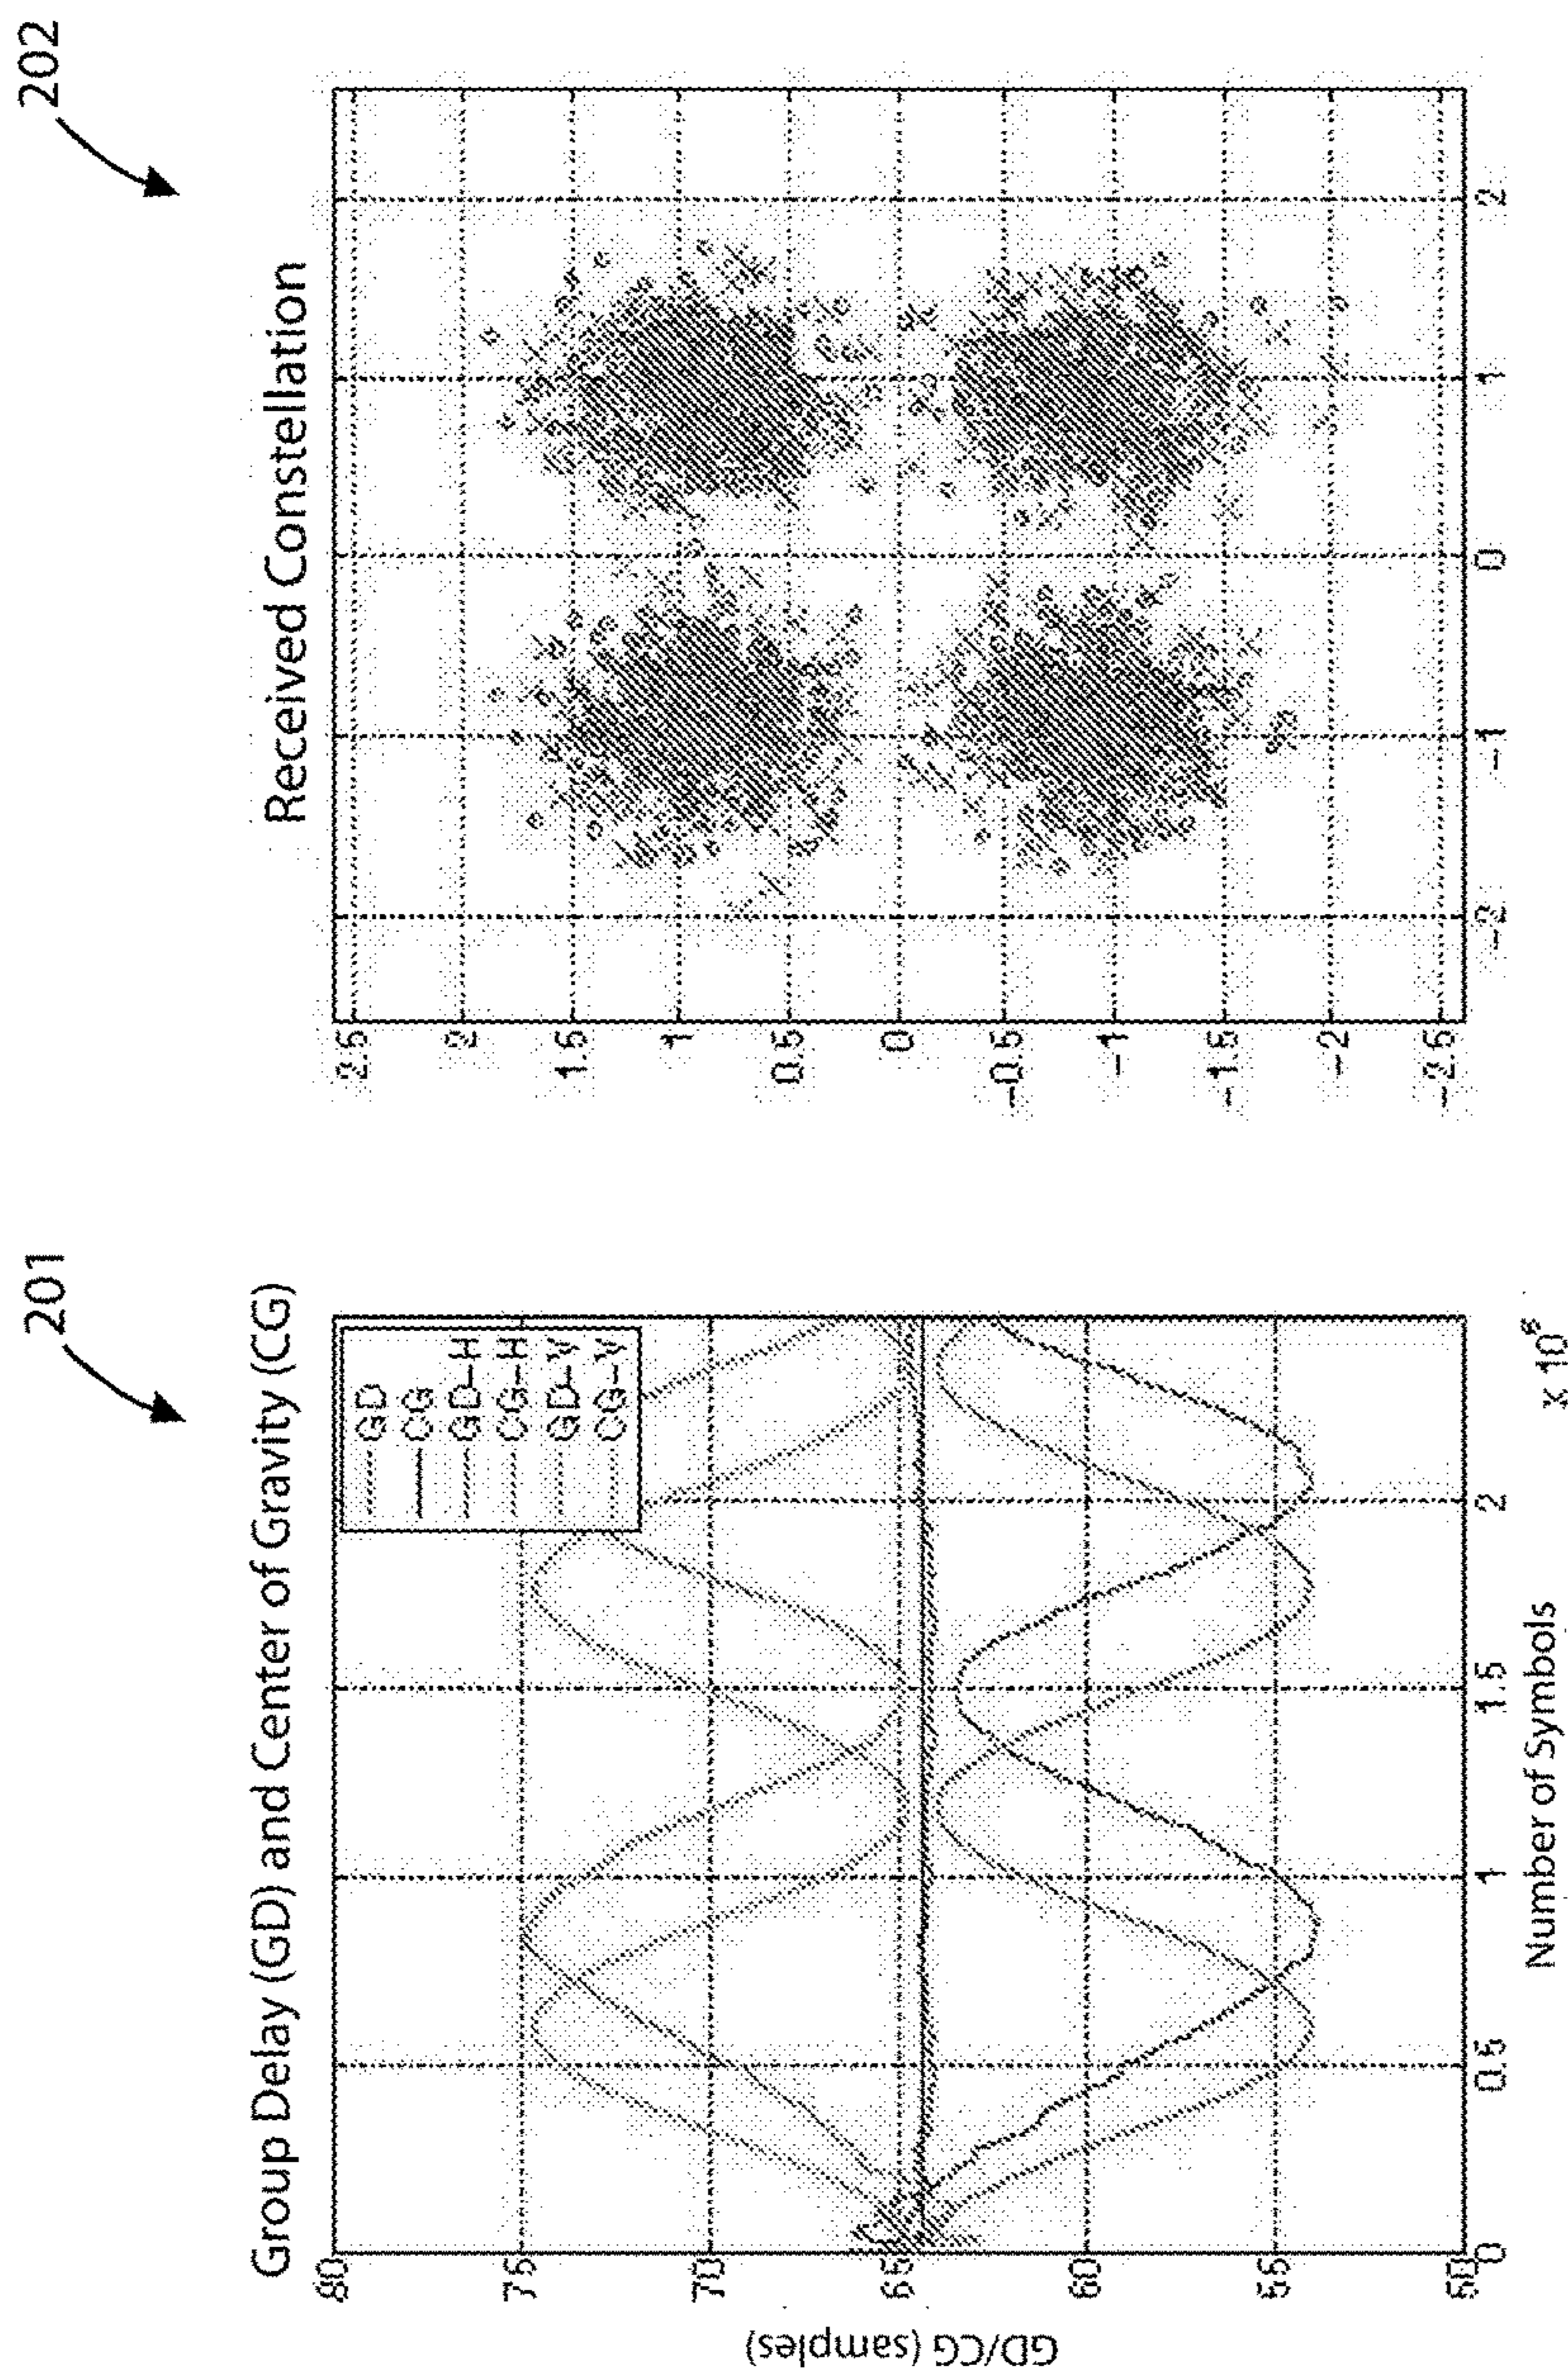 201
Group Delay (GD) and Center of Gravity (CG)
GD
CG
GD-H
CG-H
GD-V
CG-V
80
75
70
65
60
55
50
GD/CG (samples)
0
0.5
1
1.5
2
x 10⁵
Number of Symbols
202
Received Constellation
2.5
2
1.5
1
0.5
0
-0.5
-1
-1.5
-2
-2.5
-2
-1
0
1
2